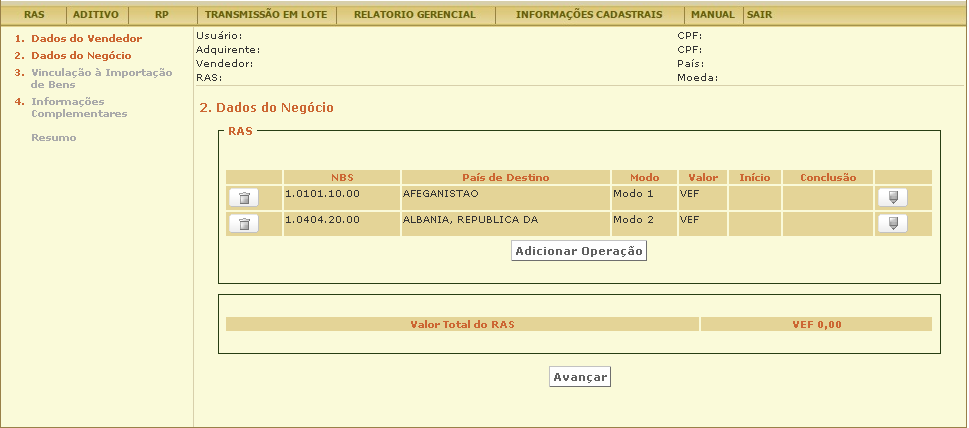 RAS ADITIVO RP TRANSMISSÃO EM LOTE RELATORIO GERENCIAL INFORMAÇÕES CADASTRAIS MANUAL SAIR
1. Dados do Vendedor
2. Dados do Negócio
3. Vinculação à Importação
de Bens
4. Informações
Complementares
Resumo
Usuário: CPF:
Adquirente: CPF:
Vendedor: País:
RAS: Moeda:
2. Dados do Negócio
RAS
NBS País de Destino Modo Valor Início Conclusão
1.0101.10.00 AFEGANISTAO Modo 1 VEF
1.0404.20.00 ALBANIA, REPUBLICA DA Modo 2 VEF
Adicionar Operação
Valor Total do RAS VEF 0,00
Avançar